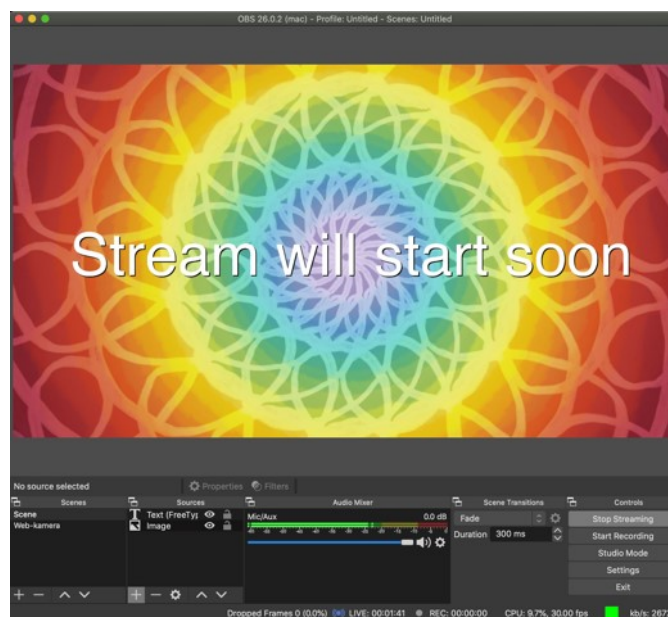 OBS 26.0.2 (mac) - Profile: Untitled - Scenes: Untitled
Stream will start soon
No source selected
Properties
Filters
Scenes
Sources
Audio Mixer
Scene Transitions
Controls
Scene
Web-kamera
Text (FreeTyp
Image
Mic/Aux
0.0 dB
Fade
Duration
300 ms
Stop Streaming
Start Recording
Studio Mode
Settings
Exit
Dropped Frames 0 (0.0%)
LIVE: 00:01:41
REC: 00:00:00
CPU: 9.7%, 30.00 fps
kb/s: 267